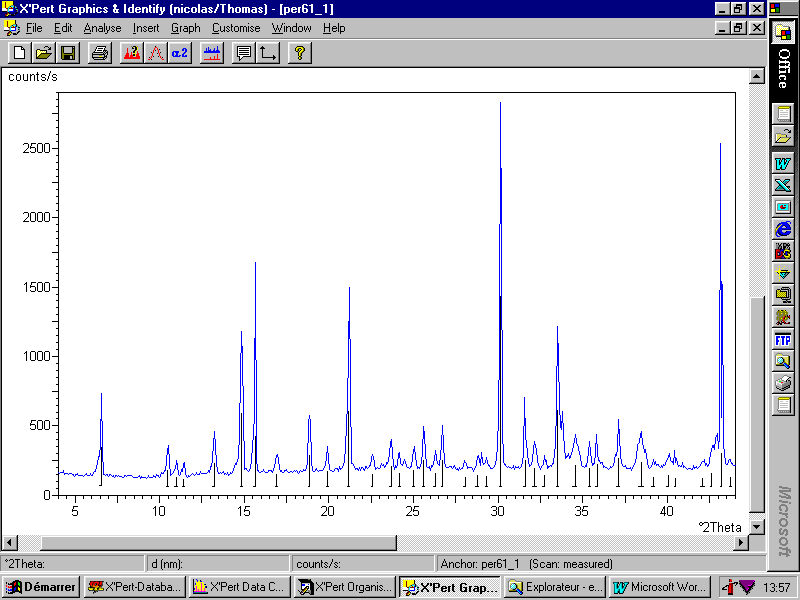 X'Pert Graphics & Identify (nicolas/Thomas) - [per61_1]
File Edit Analyse Insert Graph Customise Window Help
α2 ?
counts/s
2500
2000
1500
1000
500
0
5 10 15 20 25 30 35 40
°2Theta
°2Theta: d (nm): counts/s: Anchor: per61_1 (Scan: measured)
Démarrer X'Pert-Databa... X'Pert Data C... X'Pert Organis... X'Pert Grap... Explorateur - e... Microsoft Wor... 13:57
Office
W
X
e
FTP
Microsoft